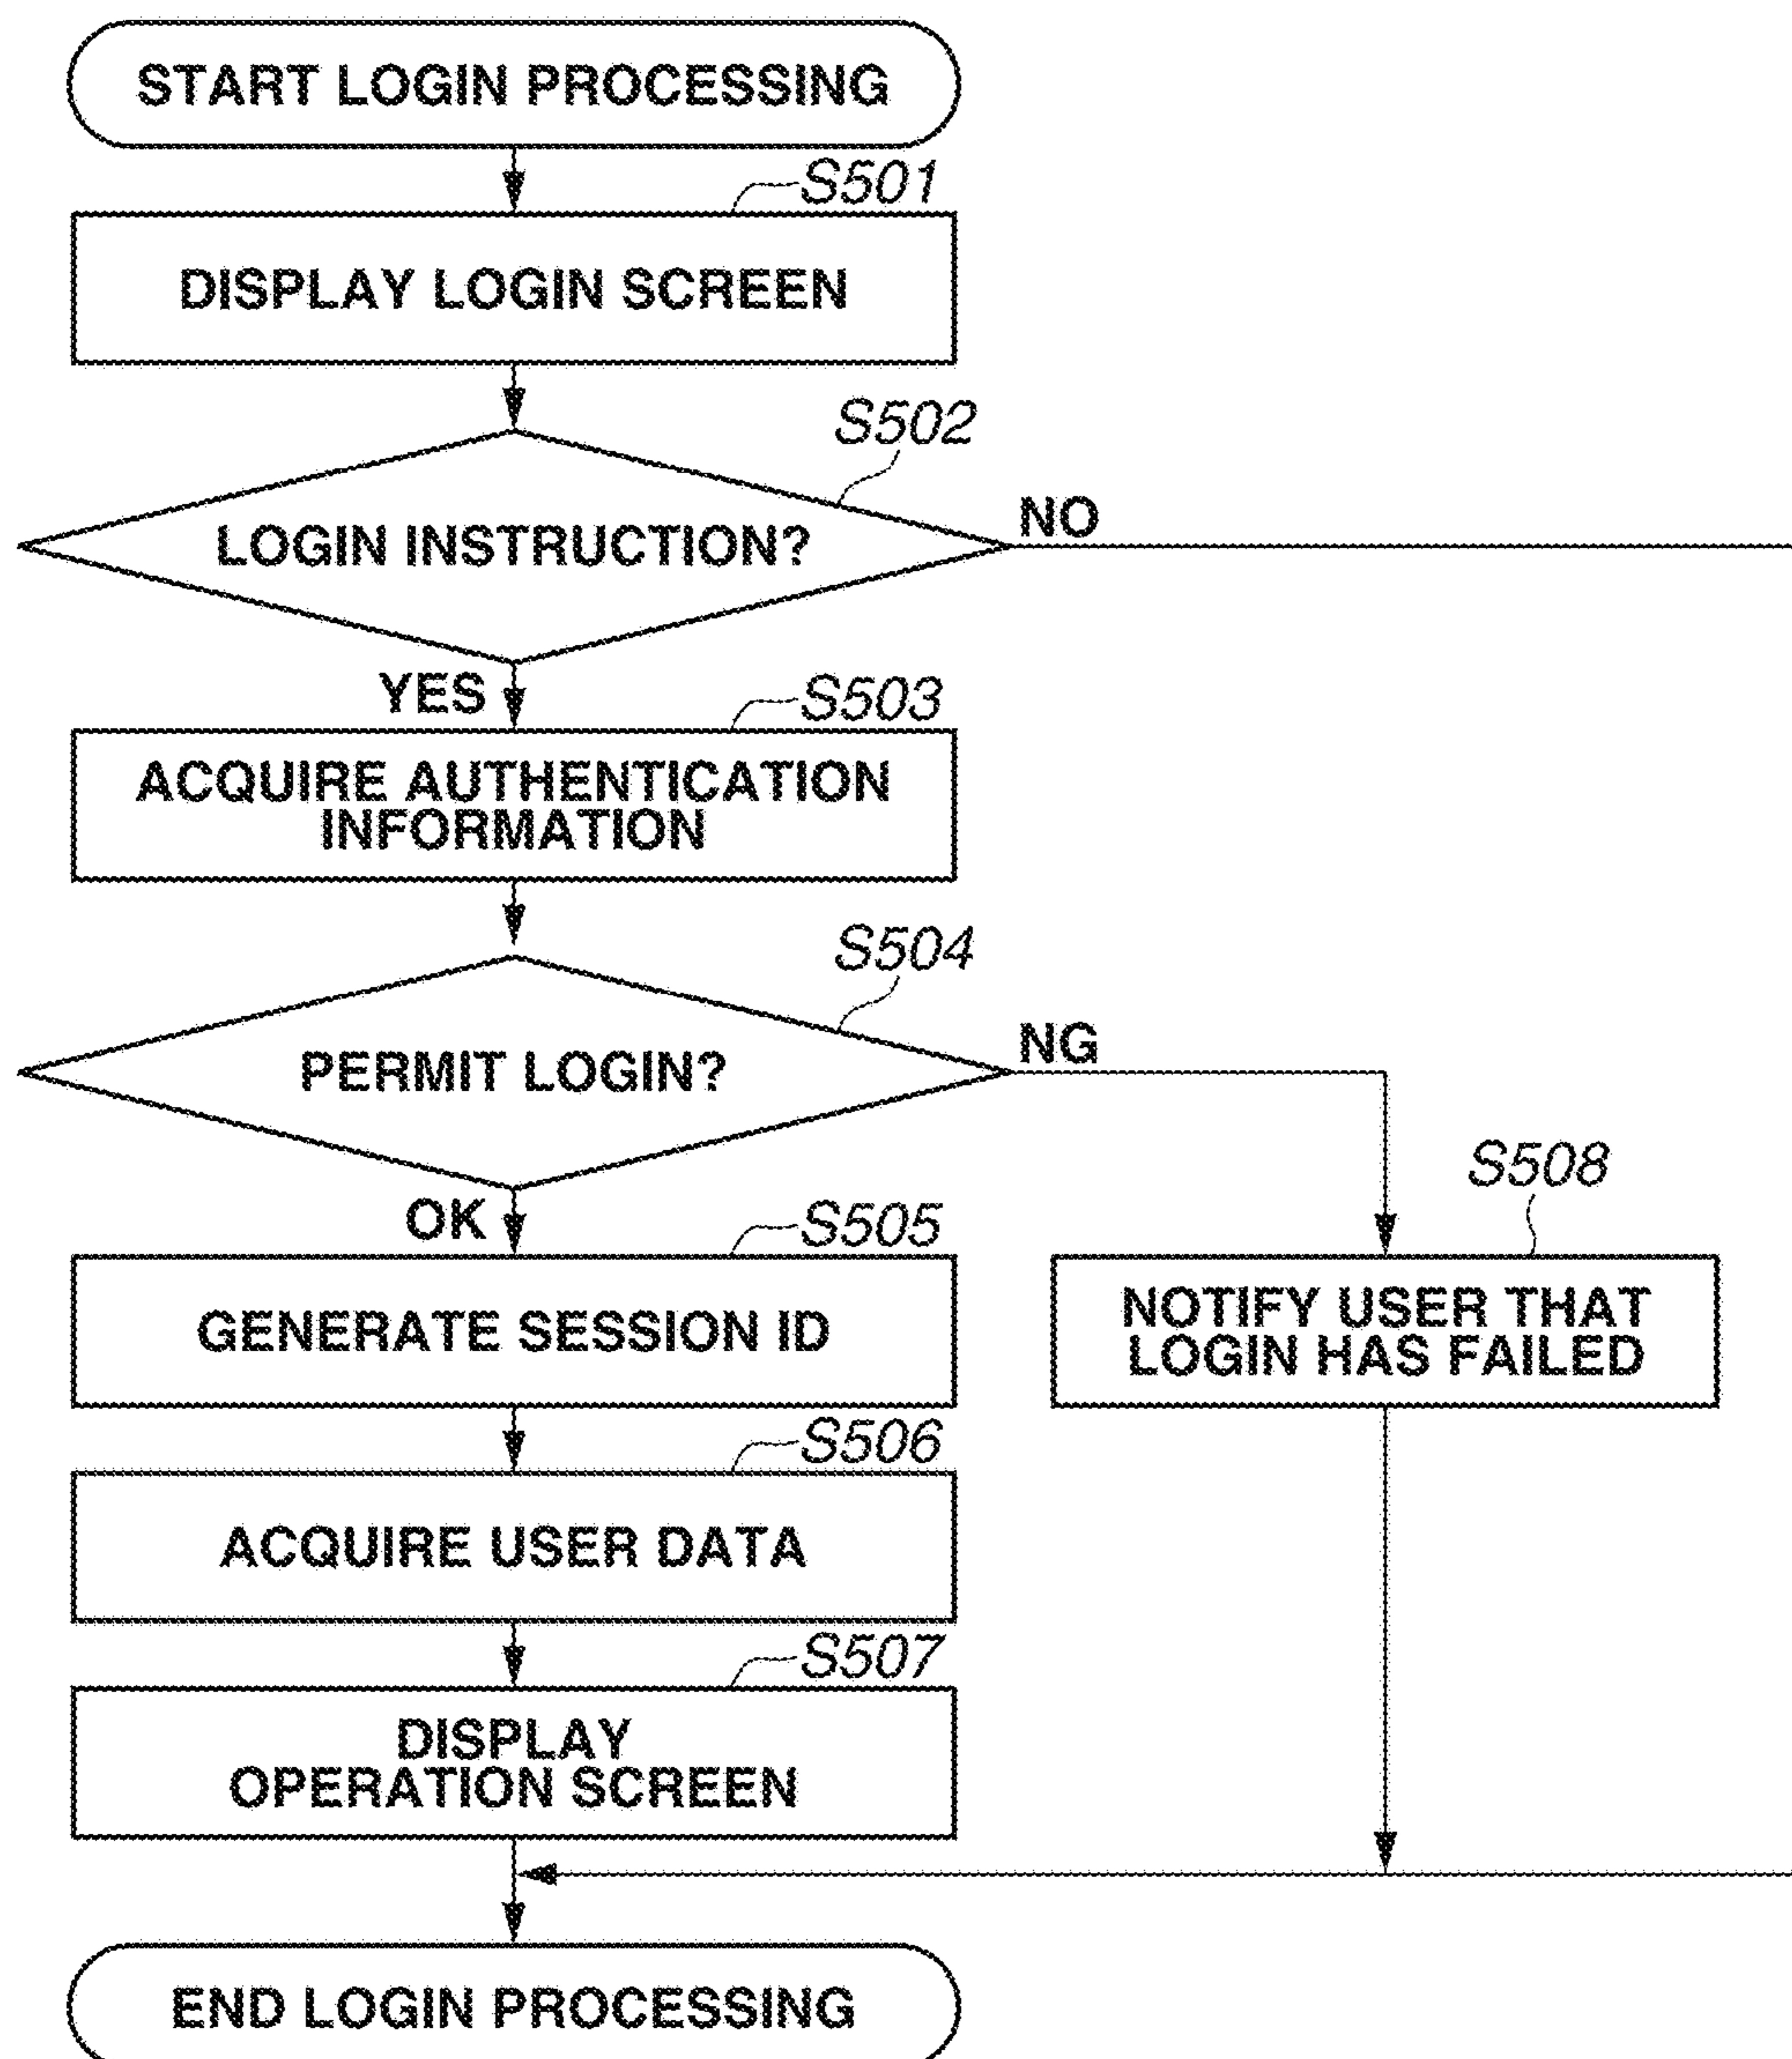 START LOGIN PROCESSING
S501
DISPLAY LOGIN SCREEN
S502
LOGIN INSTRUCTION?
NO
YES
S503
ACQUIRE AUTHENTICATION
INFORMATION
S504
PERMIT LOGIN?
NG
OK
S505
GENERATE SESSION ID
S508
NOTIFY USER THAT
LOGIN HAS FAILED
S506
ACQUIRE USER DATA
S507
DISPLAY
OPERATION SCREEN
END LOGIN PROCESSING